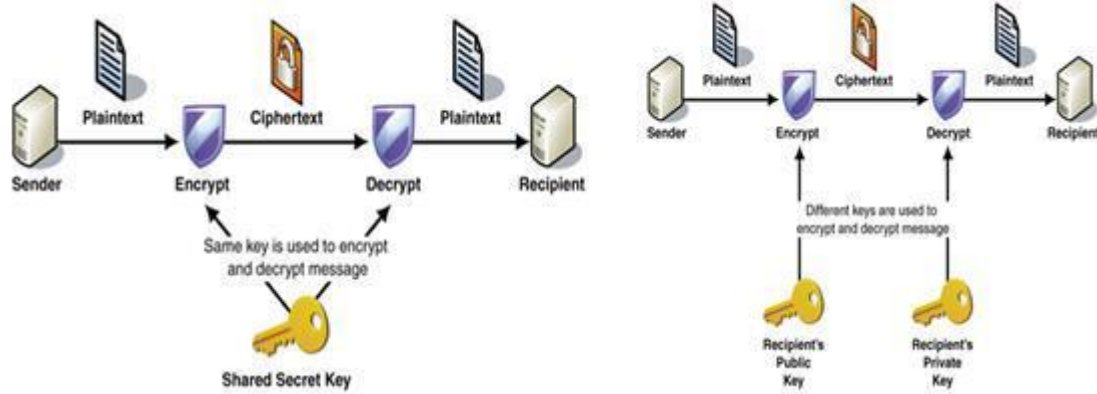 Plaintext
Ciphertext
Plaintext
Sender
Encrypt
Decrypt
Recipient
Same key is used to encrypt
and decrypt message
Shared Secret Key
Plaintext
Ciphertext
Plaintext
Sender
Encrypt
Decrypt
Recipient
Different keys are used to
encrypt and decrypt message
Recipient's
Public
Key
Recipient's
Private
Key